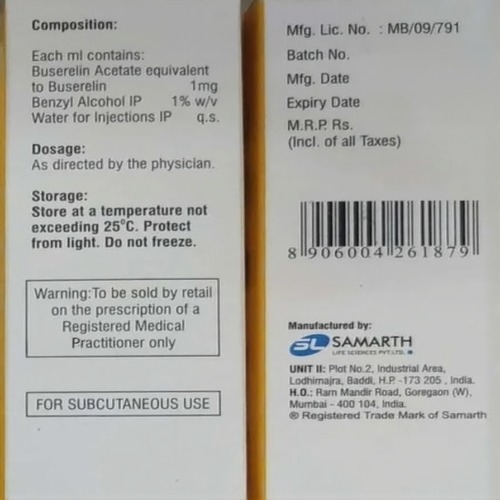 Composition:
Each ml contains:
Buserelin Acetate equivalent
to Buserelin 1mg
Benzyl Alcohol IP 1% w/v
Water for Injections IP q.s.
Dosage:
As directed by the physician.
Storage:
Store at a temperature not
exceeding 25°C. Protect
from light. Do not freeze.
Warning:To be sold by retail
on the prescription of a
Registered Medical
Practitioner only
FOR SUBCUTANEOUS USE
Mfg. Lic. No. : MB/09/791
Batch No.
Mfg. Date
Expiry Date
M.R.P. Rs.
(Incl. of all Taxes)
8 906004 261879
Manufactured by:
SL SAMARTH
LIFE SCIENCES PVT.LTD.
UNIT II: Plot No.2, Industrial Area,
Lodhimajra, Baddi, H.P. -173 205 , India.
H.O.: Ram Mandir Road, Goregaon (W),
Mumbai - 400 104, India.
® Registered Trade Mark of Samarth